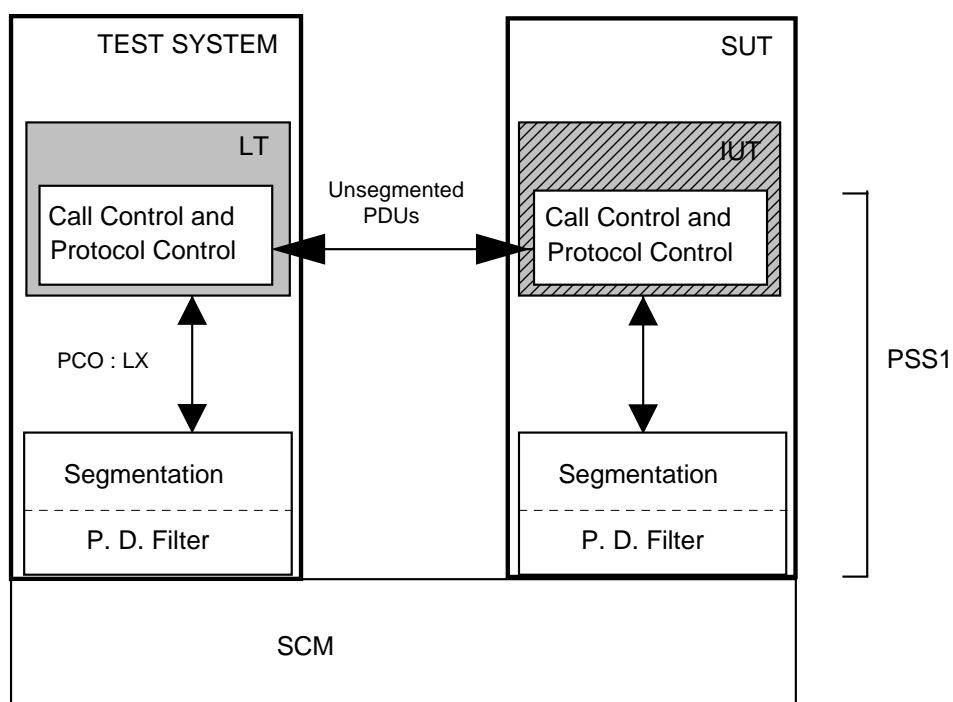 TEST SYSTEM
SUT
LT
IUT
Unsegmented
PDUs
Call Control and
Protocol Control
Call Control and
Protocol Control
PCO : LX
PSS1
Segmentation
Segmentation
P. D. Filter
P. D. Filter
SCM